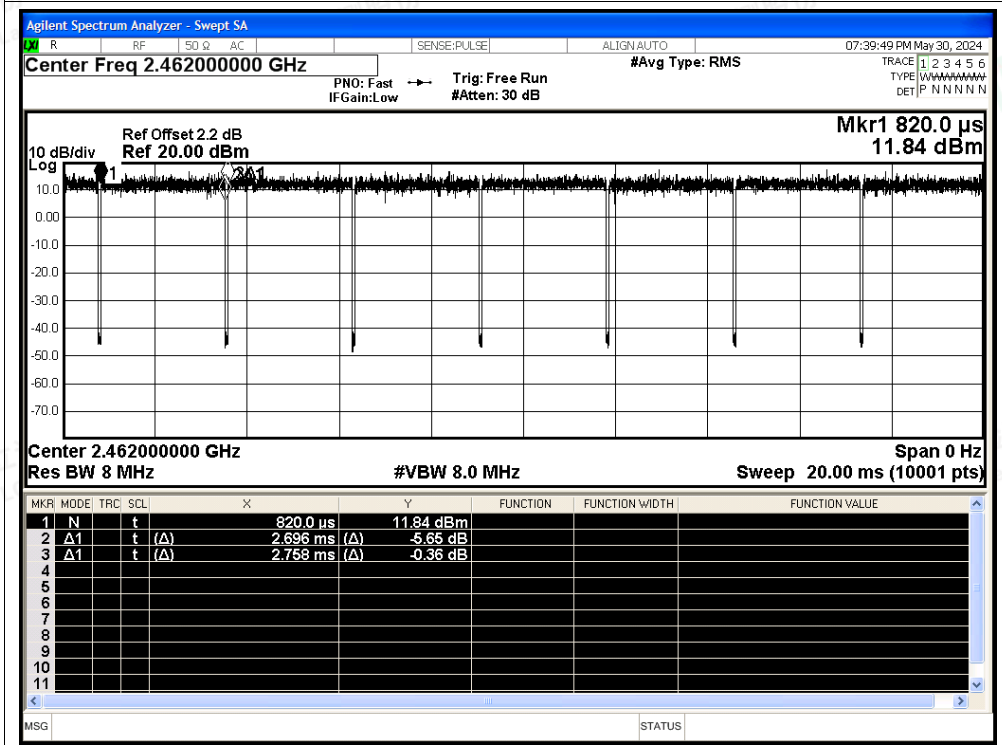 Agilent Spectrum Analyzer - Swept SA
LXI R RF 50 Ω AC SENSE:PULSE ALIGN AUTO 07:39:49 PM May 30, 2024
Center Freq 2.462000000 GHz #Avg Type: RMS TRACE 1 2 3 4 5 6
PNO: Fast Trig: Free Run TYPE WWWWWW
IFGain:Low #Atten: 30 dB DET P N N N N N
Mkr1 820.0 µs
11.84 dBm
Ref Offset 2.2 dB
10 dB/div Ref 20.00 dBm
Log
1 3Δ1
10.0
0.00
-10.0
-20.0
-30.0
-40.0
-50.0
-60.0
-70.0
Center 2.462000000 GHz Span 0 Hz
Res BW 8 MHz #VBW 8.0 MHz Sweep 20.00 ms (10001 pts)
MKR MODE TRC SCL X Y FUNCTION FUNCTION WIDTH FUNCTION VALUE
1 N t 820.0 µs 11.84 dBm
2 Δ1 t (Δ) 2.696 ms (Δ) -5.65 dB
3 Δ1 t (Δ) 2.758 ms (Δ) -0.36 dB
4
5
6
7
8
9
10
11
MSG STATUS